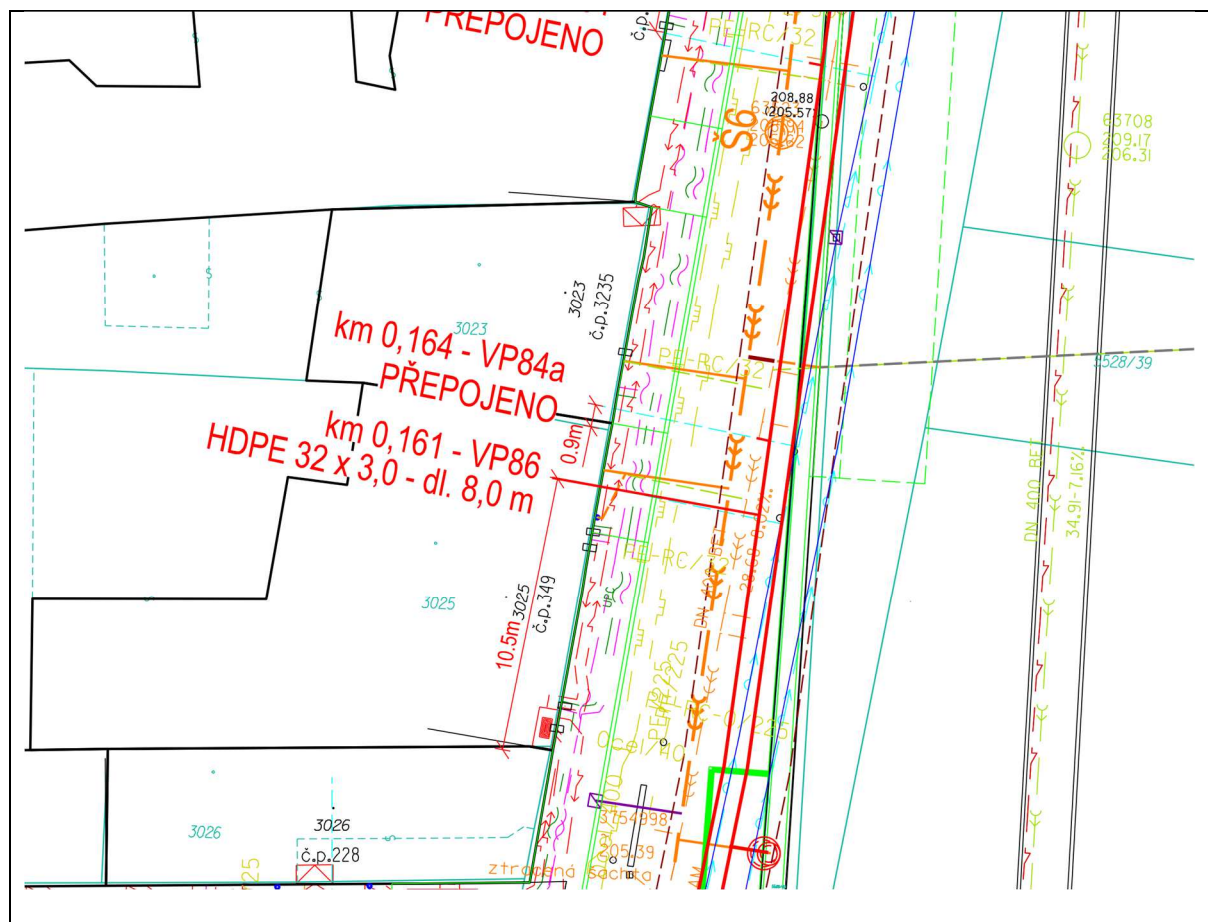 PŘEPOJENO
č.p.
PE-RC/32
208.88
(205.57)
Š6
63708
209.17
206.31
3023
č.p.3235
3023
km 0,164 - VP84a
PŘEPOJENO
PE-RC/32
km 0,161 - VP86
HDPE 32 x 3,0 - dl. 8,0 m
0.9m
DN 400 BET
34.91-7.16‰
3025
3025
č.p.349
10.5m
UPC
3754998
205.39
ztracená šachta
3026
3026
č.p.228